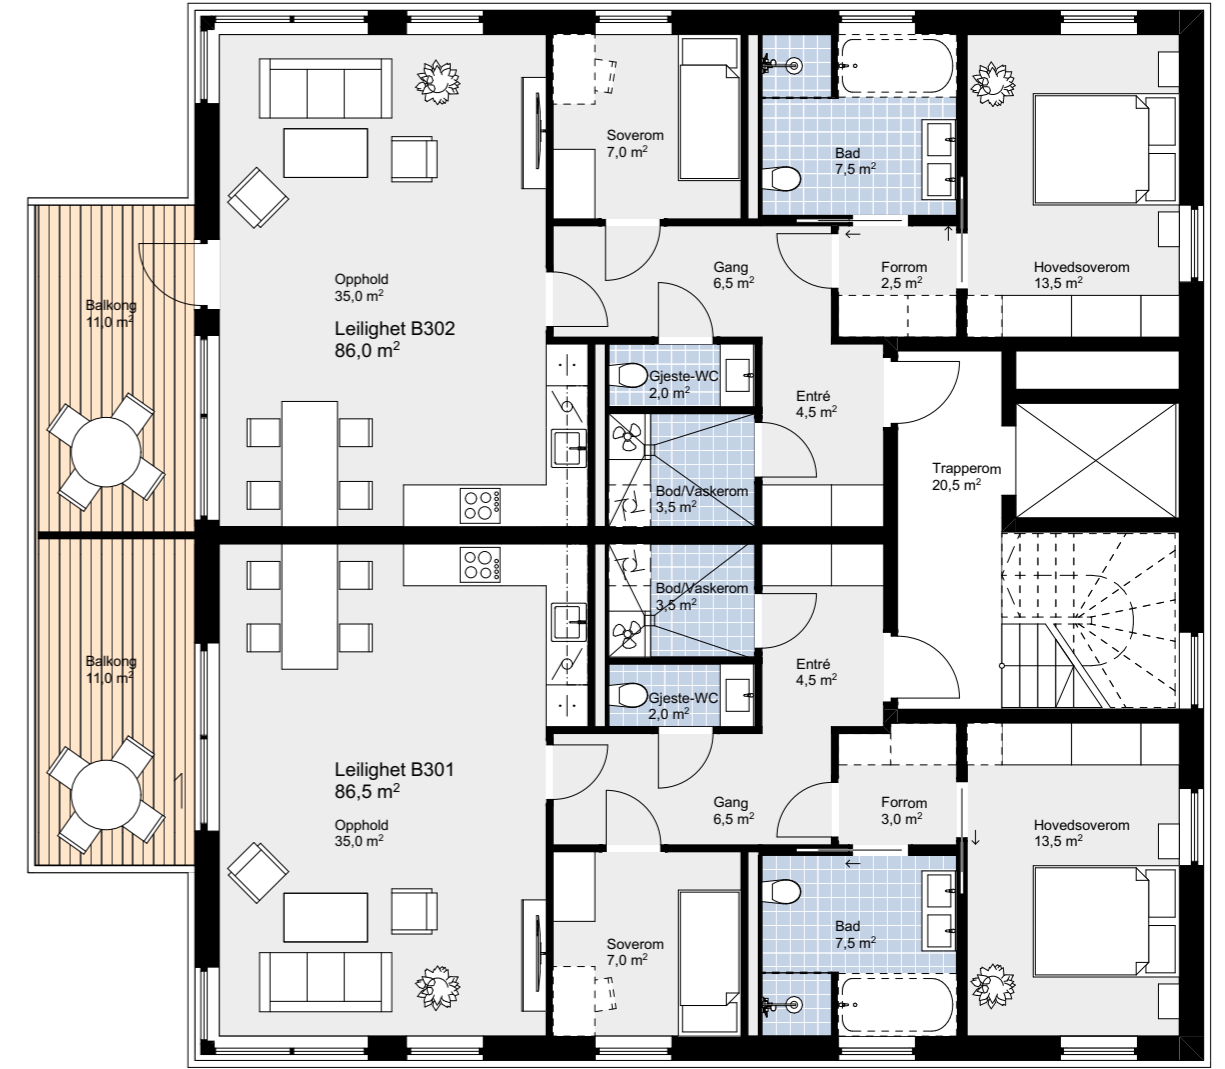 Soverom
7,0 m²
Bad
7,5 m²
Opphold
35,0 m²
Leilighet B302
86,0 m²
Balkong
11,0 m²
Gang
6,5 m²
Forrom
2,5 m²
Hovedsoverom
13,5 m²
Gjeste-WC
2,0 m²
Entré
4,5 m²
Trapperom
20,5 m²
Bod/Vaskerom
3,5 m²
Bod/Vaskerom
3,5 m²
Balkong
11,0 m²
Entré
4,5 m²
Gjeste-WC
2,0 m²
Leilighet B301
86,5 m²
Opphold
35,0 m²
Gang
6,5 m²
Forrom
3,0 m²
Hovedsoverom
13,5 m²
Soverom
7,0 m²
Bad
7,5 m²